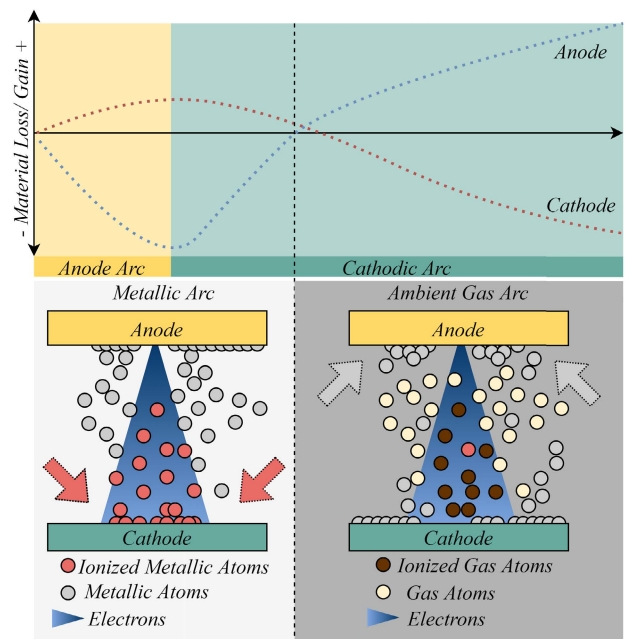 - Material Loss/ Gain +
Anode
Cathode
Anode Arc
Cathodic Arc
Metallic Arc
Ambient Gas Arc
Anode
Anode
Cathode
Cathode
Ionized Metallic Atoms
Metallic Atoms
Electrons
Ionized Gas Atoms
Gas Atoms
Electrons